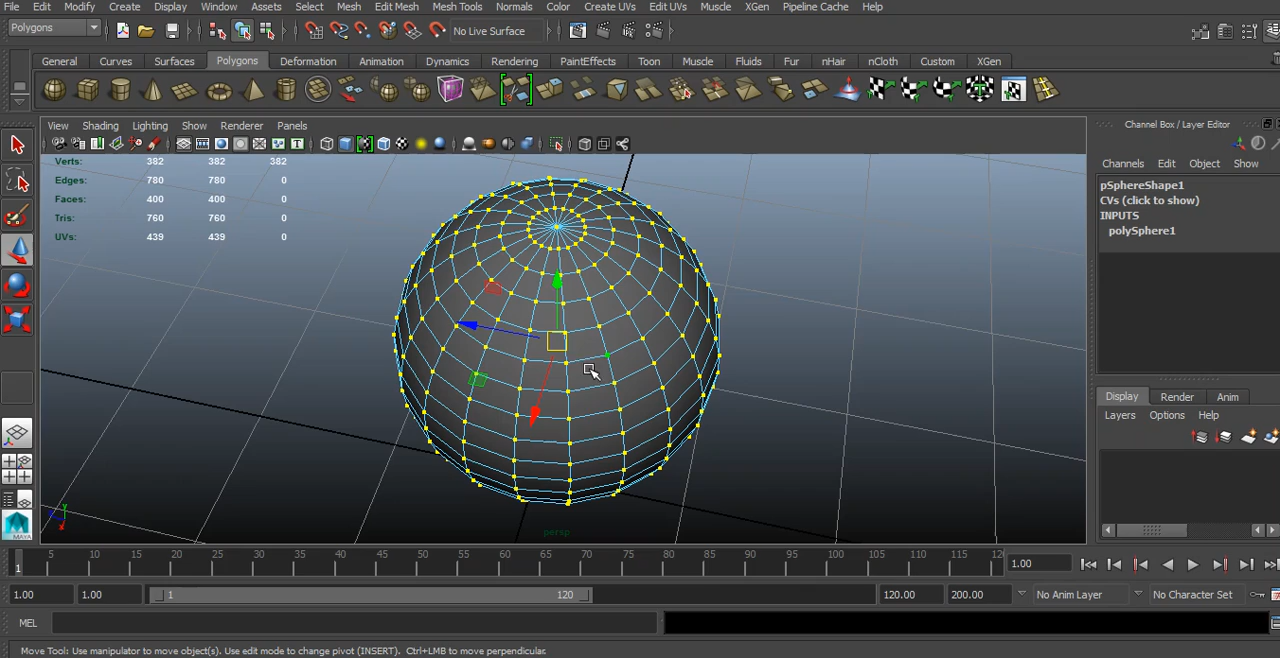 File Edit Modify Create Display Window Assets Select Mesh Edit Mesh Mesh Tools Normals Color Create UVs Edit UVs Muscle XGen Pipeline Cache Help
Polygons No Live Surface
General Curves Surfaces Polygons Deformation Animation Dynamics Rendering PaintEffects Toon Muscle Fluids Fur nHair nCloth Custom XGen
View Shading Lighting Show Renderer Panels
Channel Box / Layer Editor
Channels Edit Object Show
Verts: 382 382 382
Edges: 780 780 0
Faces: 400 400 0
Tris: 760 760 0
UVs: 439 439 0
pSphereShape1
CVs (click to show)
INPUTS
polySphere1
Display Render Anim
Layers Options Help
persp
MAYA
5 10 15 20 25 30 35 40 45 50 55 60 65 70 75 80 85 90 95 100 105 110 115 12
1
1.00
1.00 1.00 1 120 120.00 200.00 No Anim Layer No Character Set
MEL
Move Tool: Use manipulator to move object(s). Use edit mode to change pivot (INSERT). Ctrl+LMB to move perpendicular.